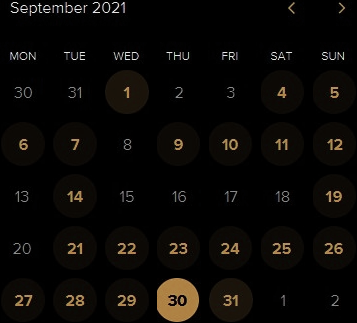 September 2021
MON TUE WED THU FRI SAT SUN
30 31 1 2 3 4 5
6 7 8 9 10 11 12
13 14 15 16 17 18 19
20 21 22 23 24 25 26
27 28 29 30 31 1 2